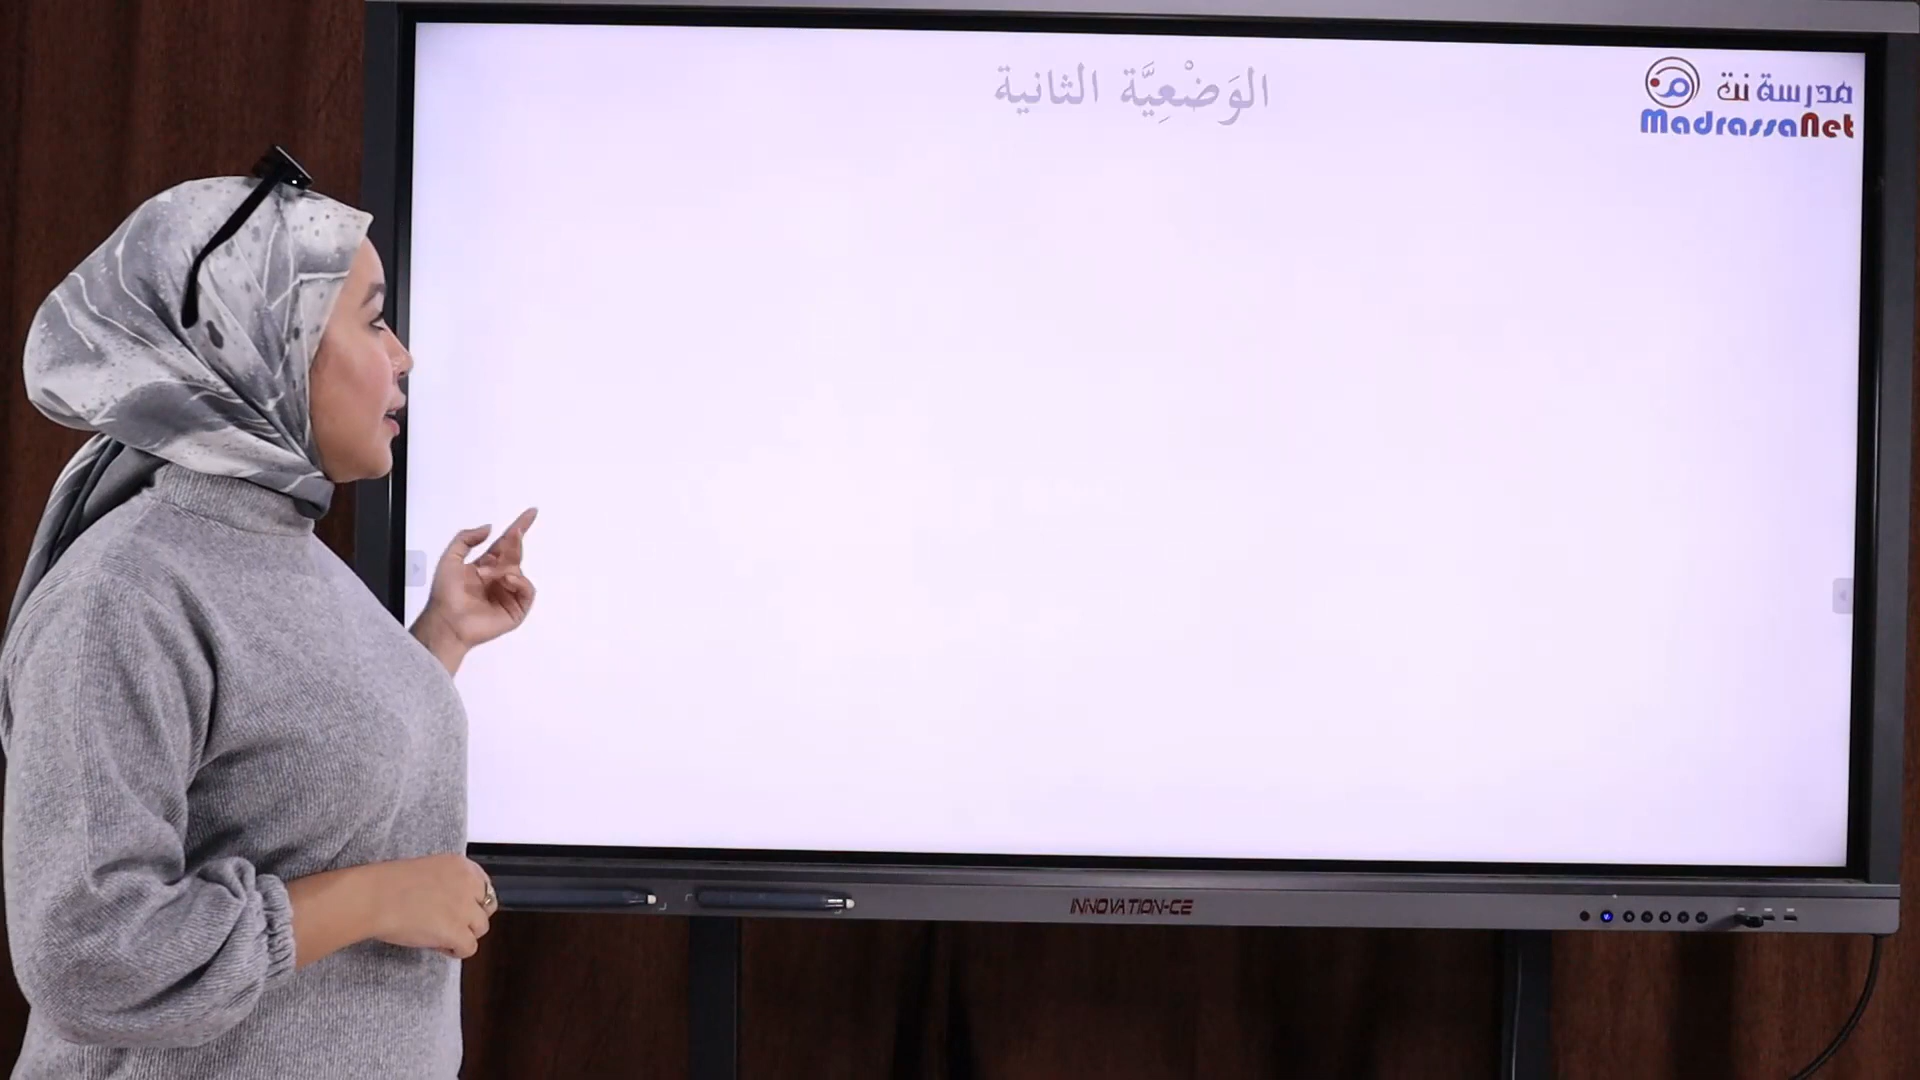 الوَضْعِيَّة الثانية
مدرسة نت
MadrassaNet
INNOVATION-CE